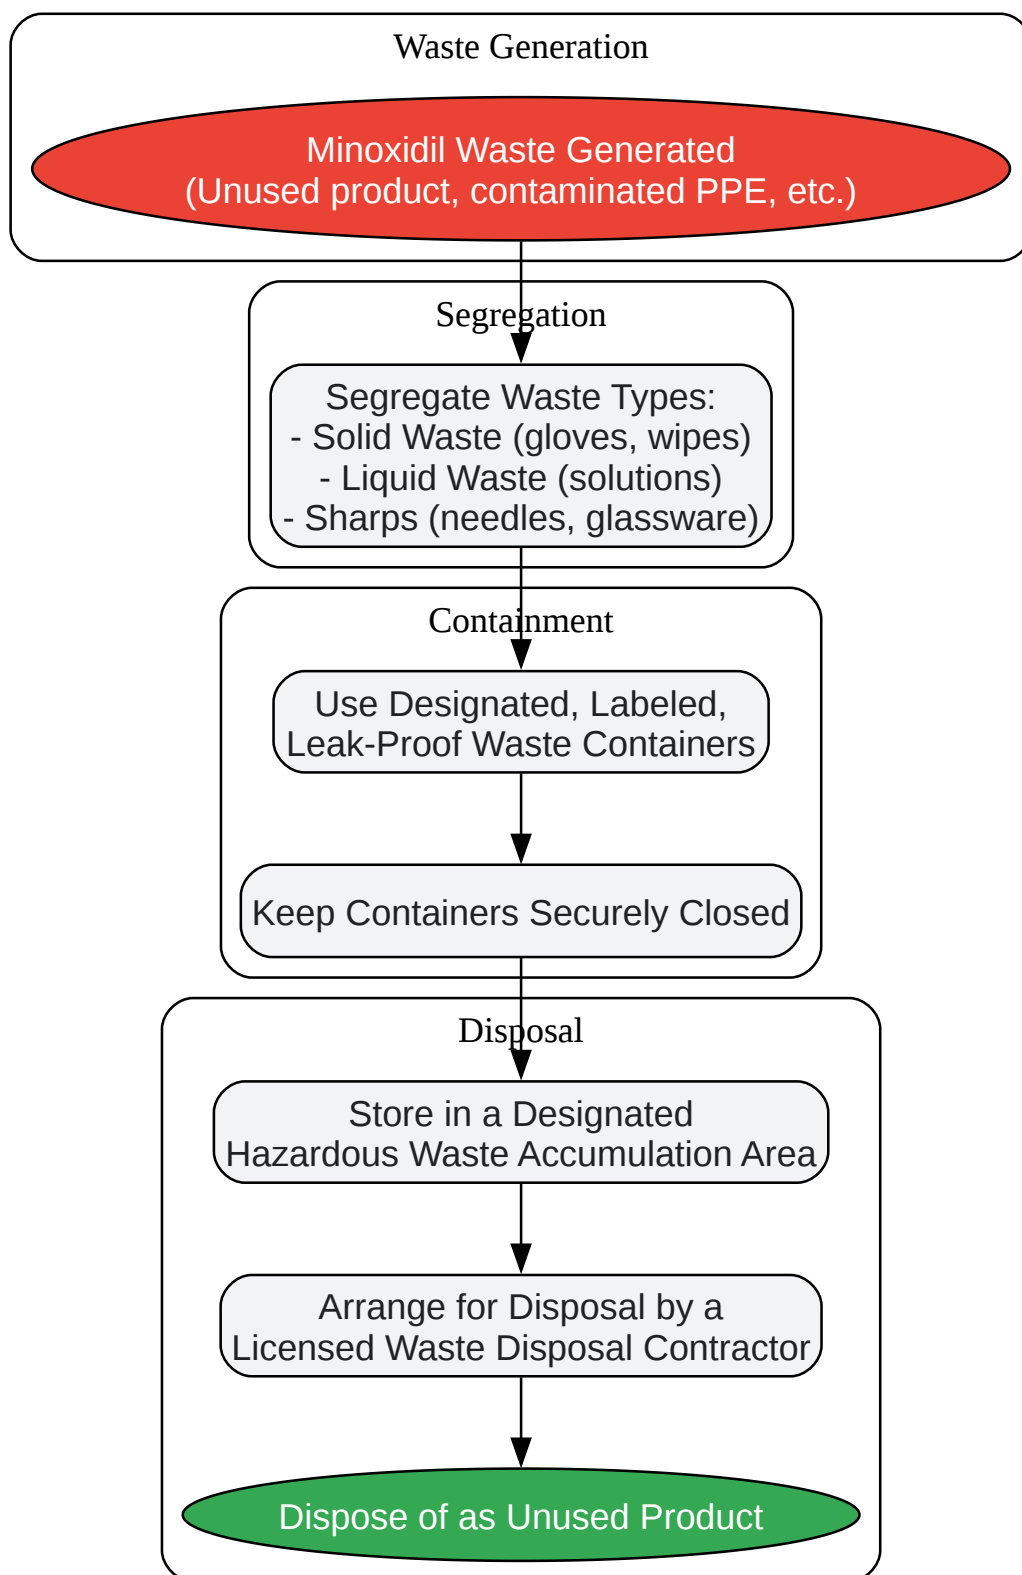 Waste Generation
Minoxidil Waste Generated
(Unused product, contaminated PPE, etc.)
Segregation
Segregate Waste Types:
- Solid Waste (gloves, wipes)
- Liquid Waste (solutions)
- Sharps (needles, glassware)
Containment
Use Designated, Labeled,
Leak-Proof Waste Containers
Keep Containers Securely Closed
Disposal
Store in a Designated
Hazardous Waste Accumulation Area
Arrange for Disposal by a
Licensed Waste Disposal Contractor
Dispose of as Unused Product